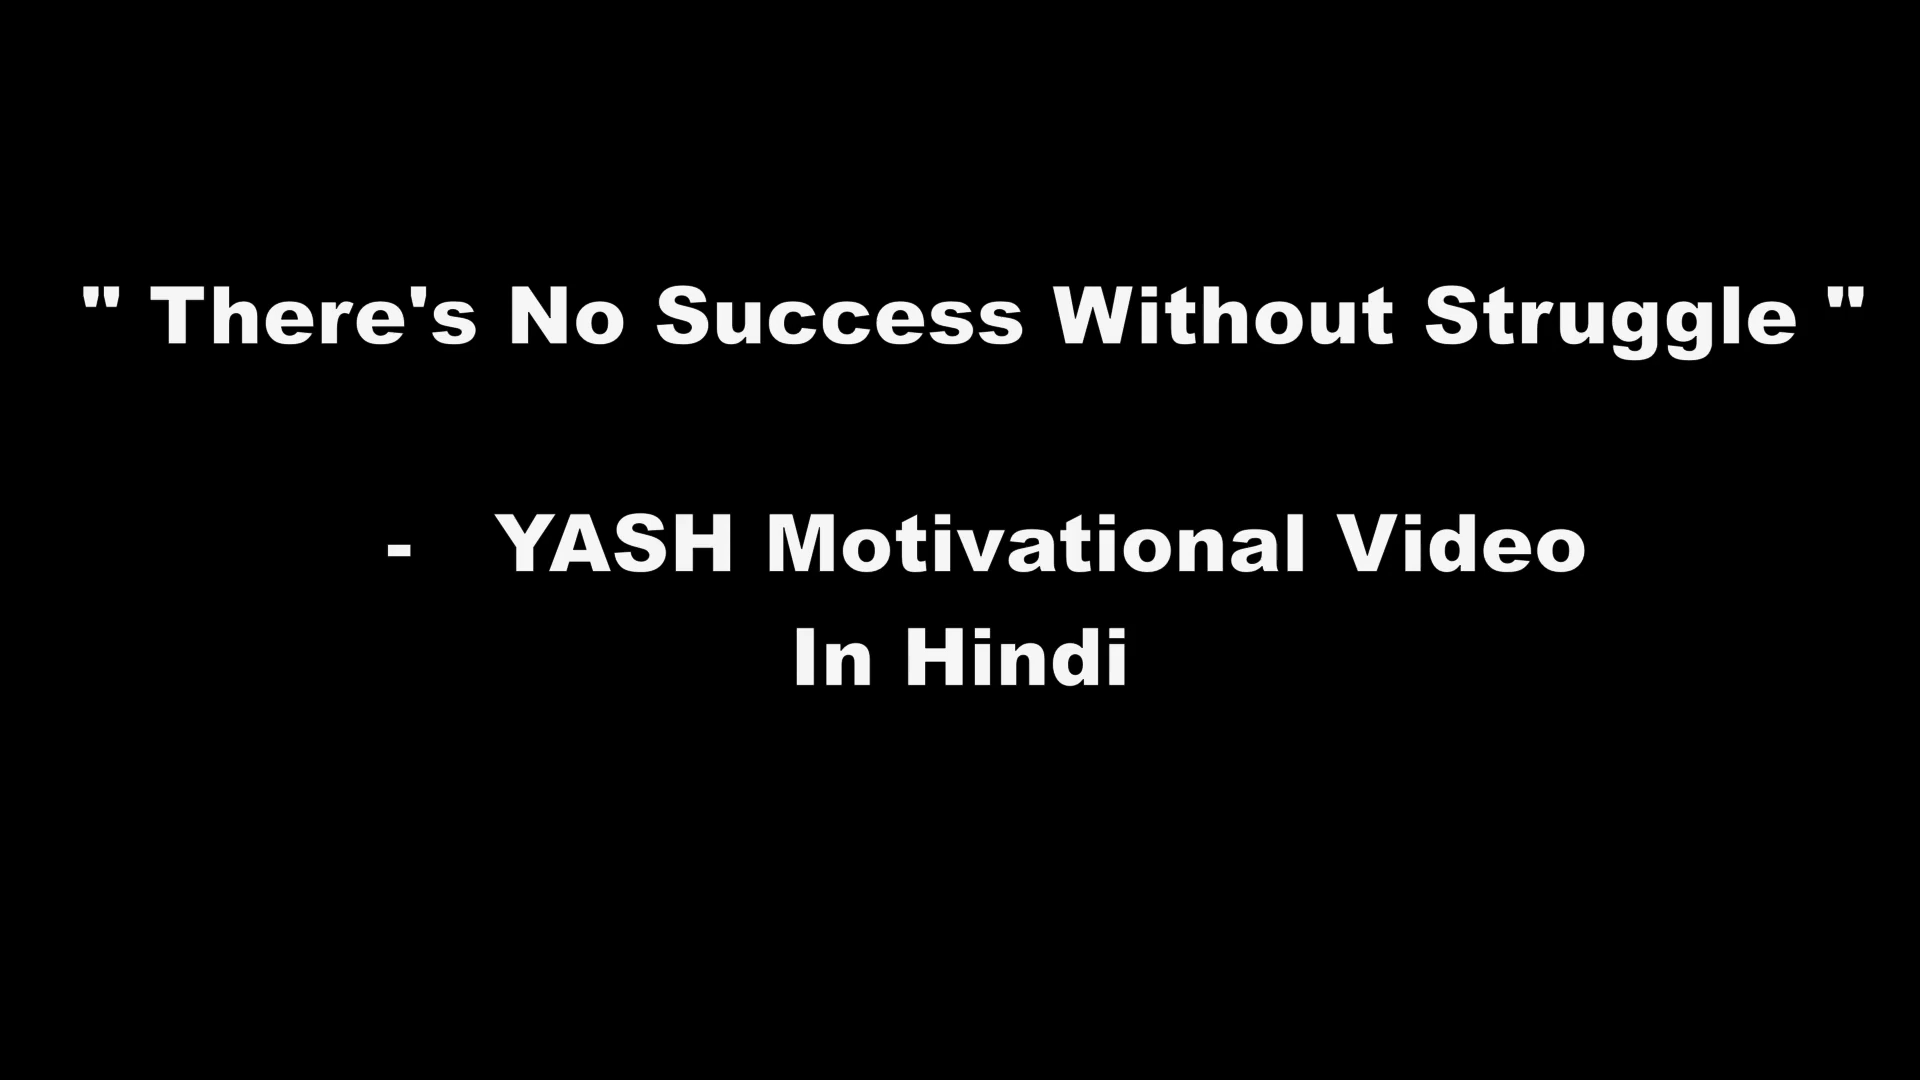 " There's No Success Without Struggle "
- YASH Motivational Video
In Hindi